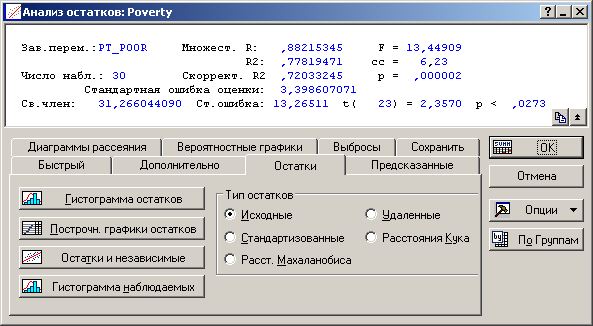 Анализ остатков: Poverty
Зав.перем.:PT_POOR Множест. R: ,88215345 F = 13,44909
R2: ,77819471 сс = 6,23
Число набл.: 30 Скоррект. R2 ,72033245 p = ,000002
Стандартная ошибка оценки: 3,398607071
Св.член: 31,266044090 Ст.ошибка: 13,26511 t( 23) = 2,3570 p < ,0273
Диаграммы рассеяния Вероятностные графики Выбросы Сохранить
Быстрый Дополнительно Остатки Предсказанные
Гистограмма остатков
Построчн. графики остатков
Остатки и независимые
Гистограмма наблюдаемых
Тип остатков
Исходные Удаленные
Стандартизованные Расстояния Кука
Расст. Махаланобиса
SUMM OK
Отмена
Опции
by По Группам